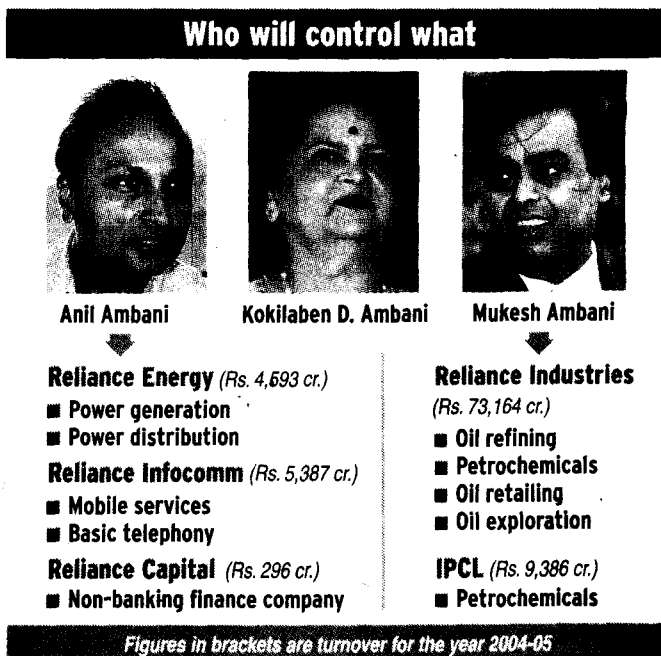 Who will control what
Anil Ambani
Kokilaben D. Ambani
Mukesh Ambani
Reliance Energy (Rs. 4,593 cr.)
■ Power generation
■ Power distribution
Reliance Infocomm (Rs. 5,387 cr.)
■ Mobile services
■ Basic telephony
Reliance Capital (Rs. 296 cr.)
■ Non-banking finance company
Reliance Industries
(Rs. 73,164 cr.)
■ Oil refining
■ Petrochemicals
■ Oil retailing
■ Oil exploration
IPCL (Rs. 9,386 cr.)
■ Petrochemicals
Figures in brackets are turnover for the year 2004-05